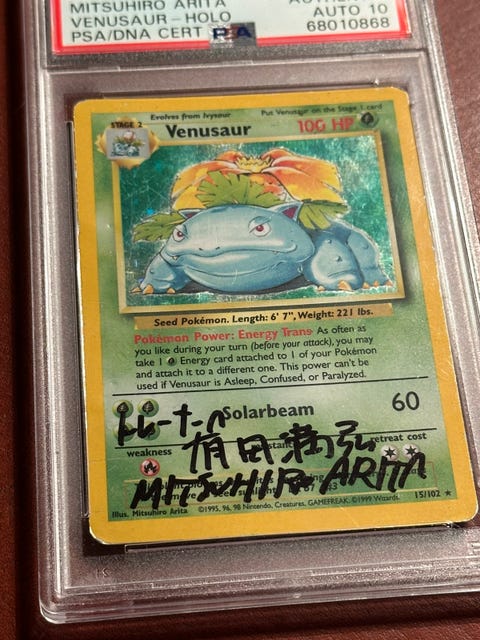 MITSUHIRO ARITA
VENUSAUR - HOLO AUTO 10
PSA/DNA CERT PSA 68010868
Evolves from Ivysaur Put Venusaur on the Stage 1 card
STAGE 2 Venusaur 100 HP
Seed Pokémon. Length: 6' 7", Weight: 221 lbs.
Pokémon Power: Energy Trans As often as
you like during your turn (before your attack), you may
take 1 Energy card attached to 1 of your Pokémon
and attach it to a different one. This power can't be
used if Venusaur is Asleep, Confused, or Paralyzed.
Solarbeam 60
トレーナーへ
有田満弘
weakness retreat cost
MITSUHIRO ARITA
Illus. Mitsuhiro Arita ©1995, 96, 98 Nintendo, Creatures, GAMEFREAK. ©1999 Wizards. 15/102 ★